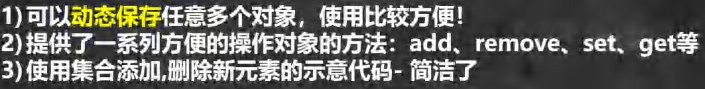 1) 可以动态保存任意多个对象，使用比较方便！
2) 提供了一系列方便的操作对象的方法：add、remove、set、get等
3) 使用集合添加,删除新元素的示意代码- 简洁了